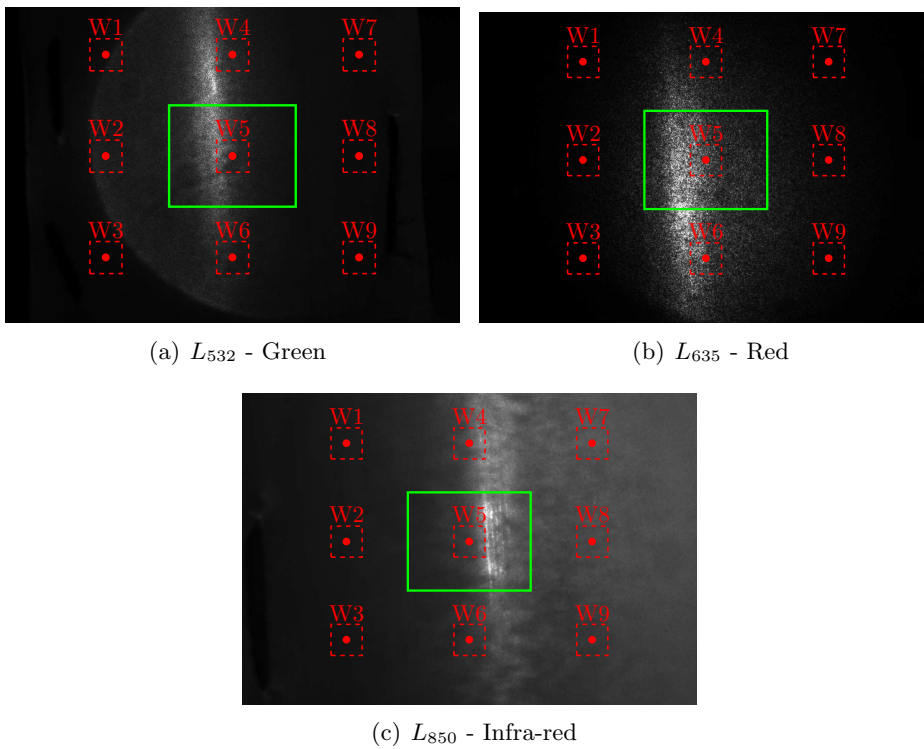 W1 W4 W7
W2 W5 W8
W3 W6 W9
(a) L532 - Green
W1 W4 W7
W2 W5 W8
W3 W6 W9
(b) L635 - Red
W1 W4 W7
W2 W5 W8
W3 W6 W9
(c) L850 - Infra-red